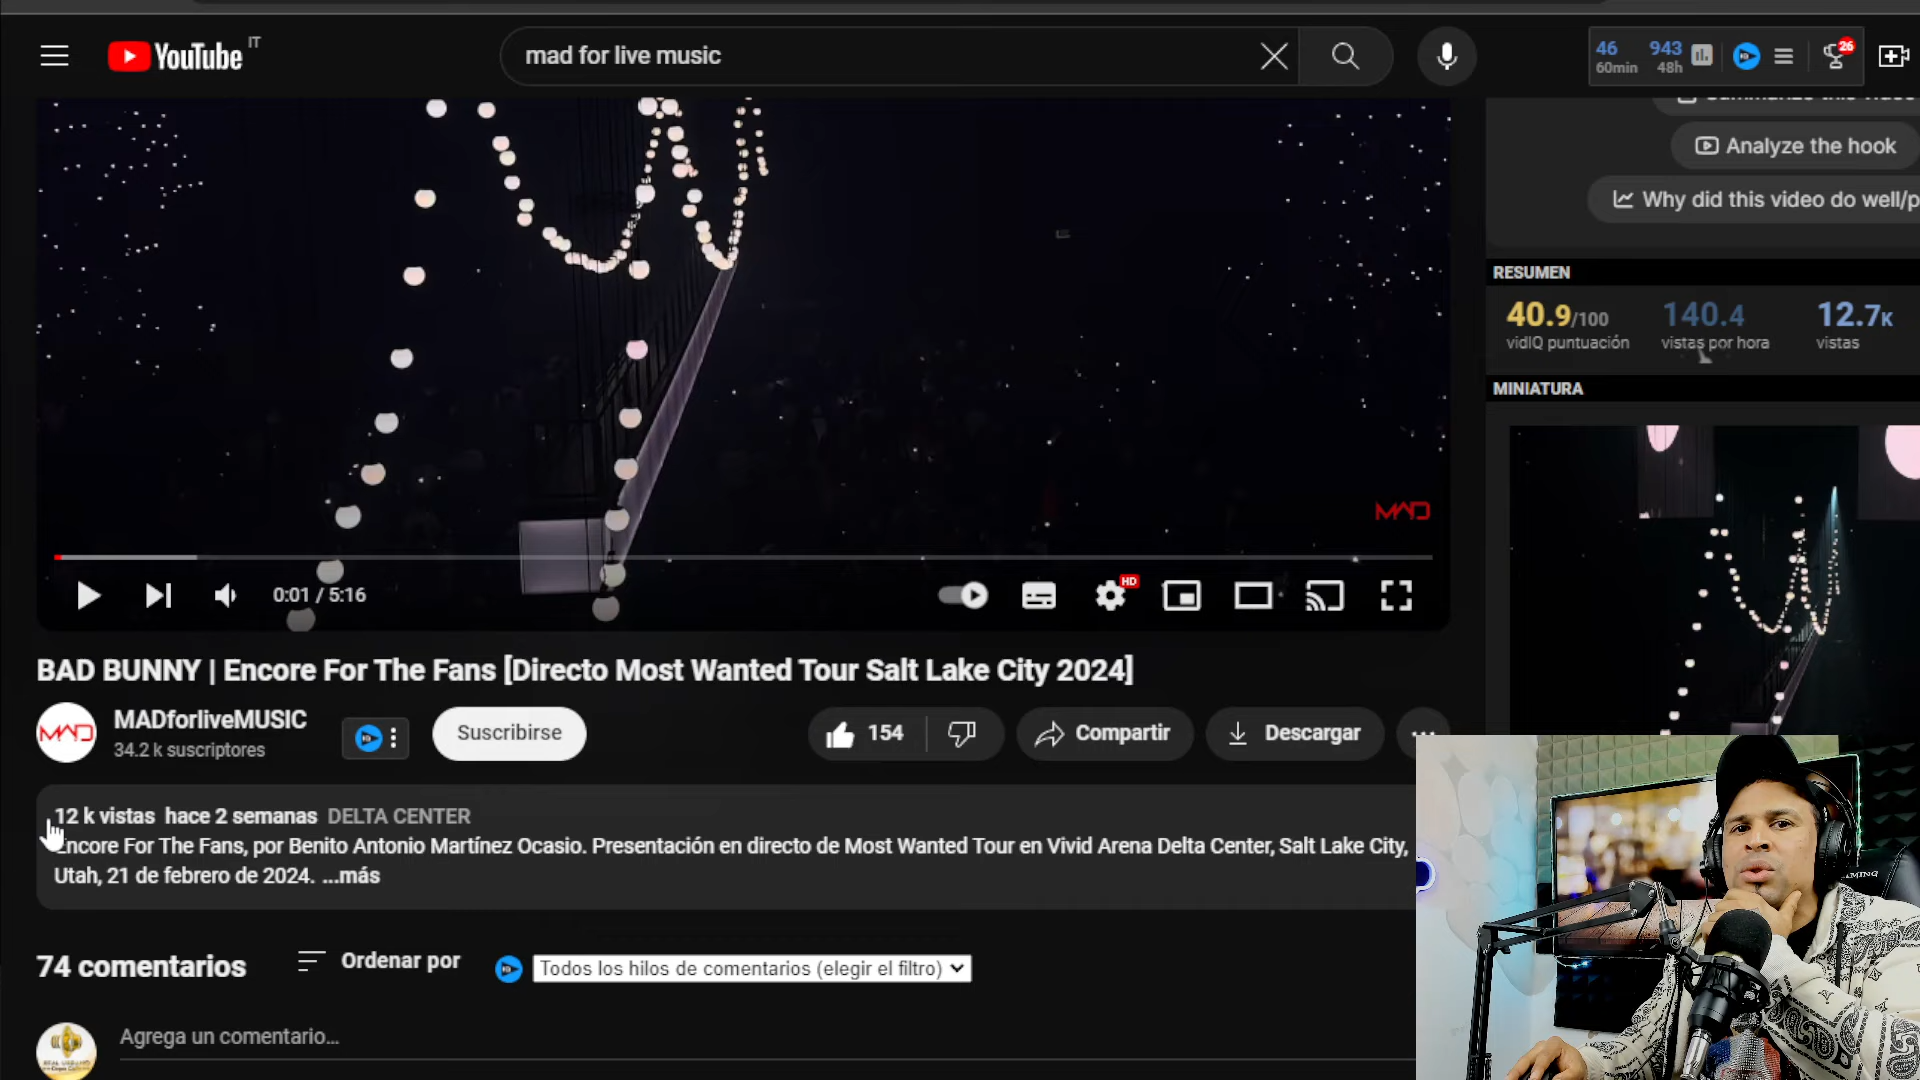 YouTube IT
mad for live music
46 943
60min 48h
26
Analyze the hook
Why did this video do well/p
RESUMEN
40.9/100 140.4 12.7K
vidIQ puntuación vistas por hora vistas
MINIATURA
MAD
0:01 / 5:16
HD
BAD BUNNY | Encore For The Fans [Directo Most Wanted Tour Salt Lake City 2024]
MAD
MADforliveMUSIC
34.2 k suscriptores
Suscribirse
154
Compartir
Descargar
12 k vistas hace 2 semanas DELTA CENTER
Encore For The Fans, por Benito Antonio Martínez Ocasio. Presentación en directo de Most Wanted Tour en Vivid Arena Delta Center, Salt Lake City,
Utah, 21 de febrero de 2024. ...más
74 comentarios
Ordenar por
Todos los hilos de comentarios (elegir el filtro)
Agrega un comentario...